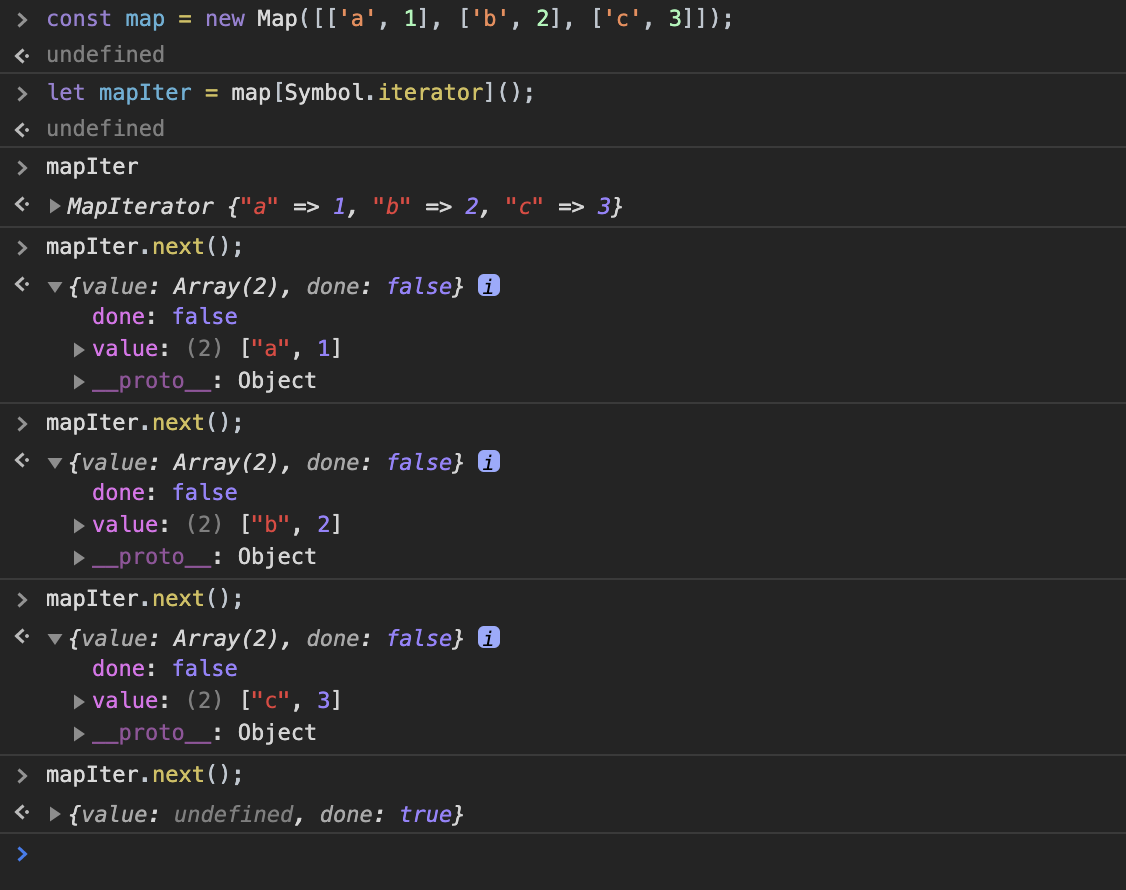 > const map = new Map([['a', 1], ['b', 2], ['c', 3]]);
undefined
> let mapIter = map[Symbol.iterator]();
undefined
> mapIter
MapIterator {"a" => 1, "b" => 2, "c" => 3}
> mapIter.next();
{value: Array(2), done: false} i
done: false
value: (2) ["a", 1]
__proto__: Object
> mapIter.next();
{value: Array(2), done: false} i
done: false
value: (2) ["b", 2]
__proto__: Object
> mapIter.next();
{value: Array(2), done: false} i
done: false
value: (2) ["c", 3]
__proto__: Object
> mapIter.next();
{value: undefined, done: true}
>